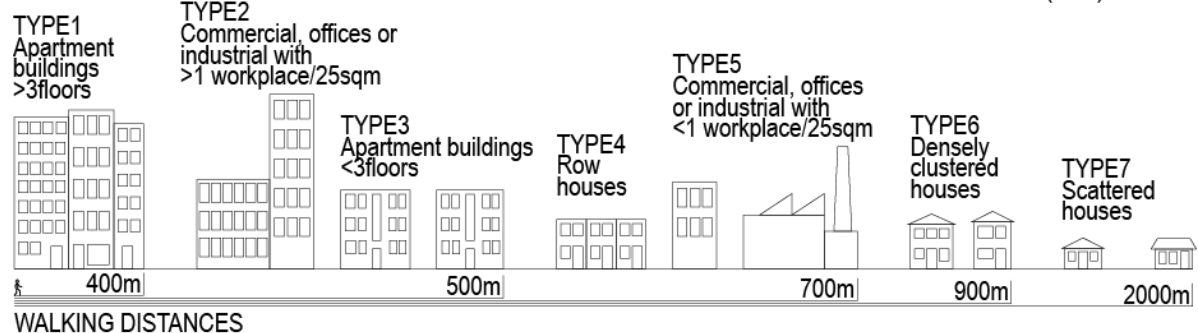 TYPE1
Apartment
buildings
>3floors
TYPE2
Commercial, offices or
industrial with
>1 workplace/25sqm
TYPE3
Apartment buildings
<3floors
TYPE4
Row
houses
TYPE5
Commercial, offices
or industrial with
<1 workplace/25sqm
TYPE6
Densely
clustered
houses
TYPE7
Scattered
houses
400m
500m
700m
900m
2000m
WALKING DISTANCES